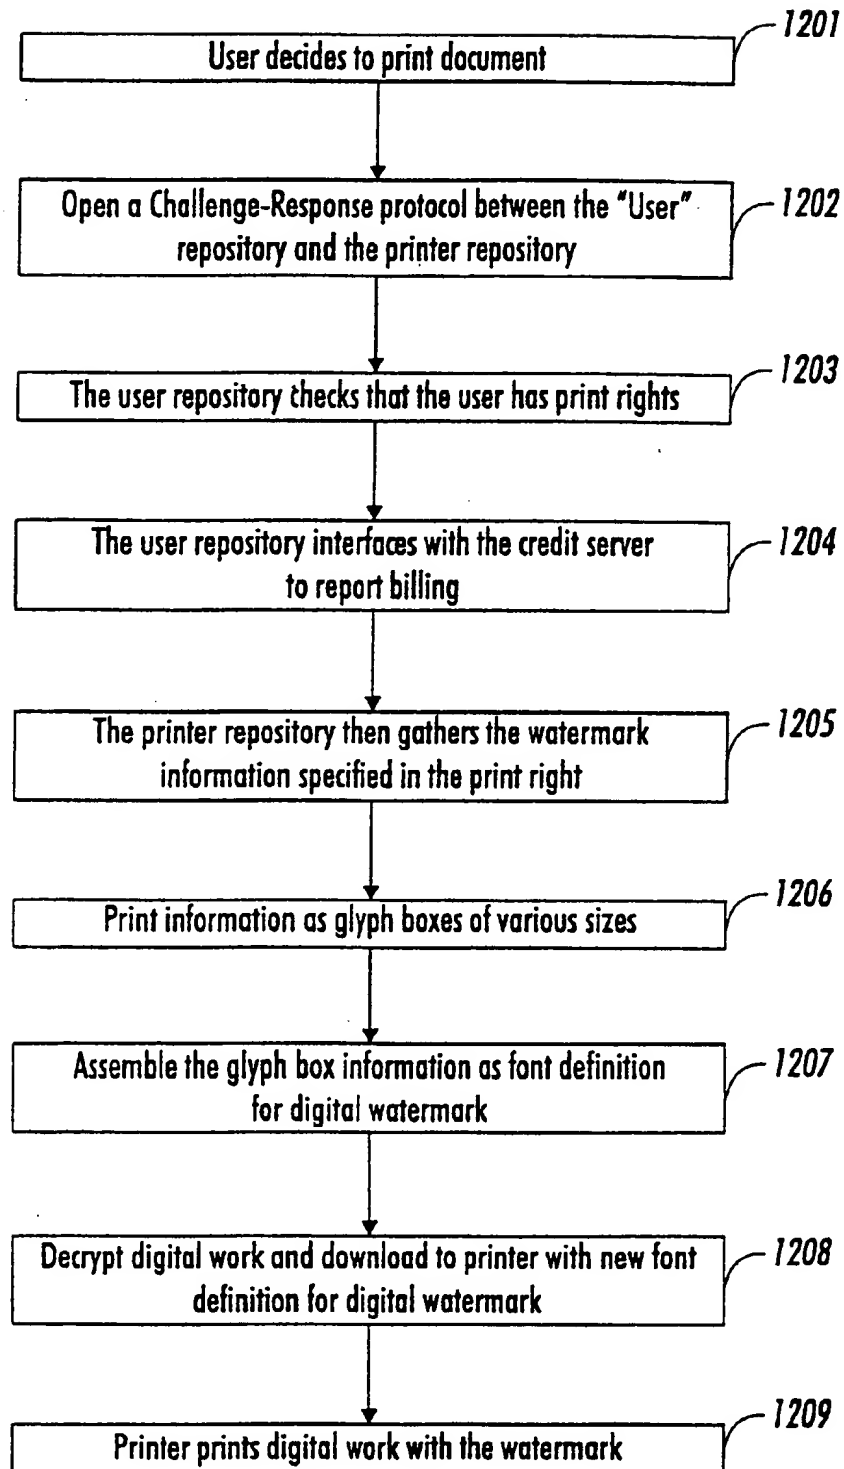 1201
User decides to print document
Open a Challenge-Response protocol between the "User"
repository and the printer repository
1202
The user repository checks that the user has print rights
1203
The user repository interfaces with the credit server
to report billing
1204
The printer repository then gathers the watermark
information specified in the print right
1205
Print information as glyph boxes of various sizes
1206
Assemble the glyph box information as font definition
for digital watermark
1207
Decrypt digital work and download to printer with new font
definition for digital watermark
1208
Printer prints digital work with the watermark
1209